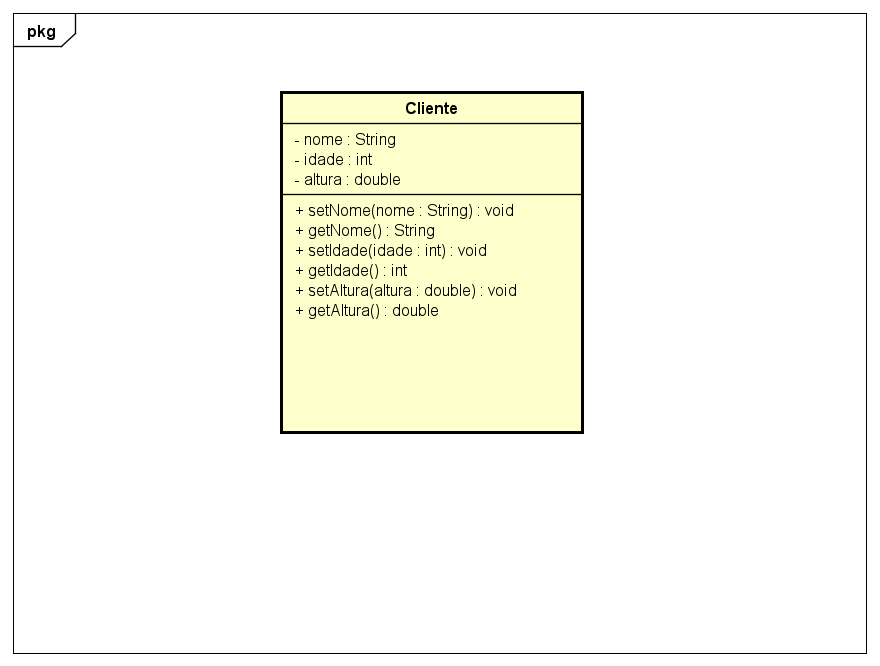 pkg
Cliente
- nome : String
- idade : int
- altura : double
+ setNome(nome : String) : void
+ getNome() : String
+ setIdade(idade : int) : void
+ getIdade() : int
+ setAltura(altura : double) : void
+ getAltura() : double